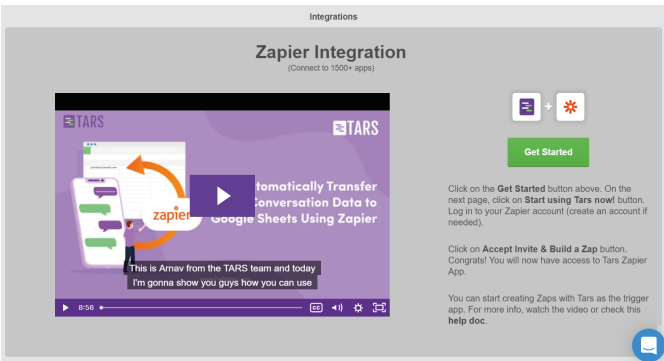 Integrations
Zapier Integration
(Connect to 1500+ apps)
TARS
TARS
tomatically Transfer
Conversation Data to
Google Sheets Using Zapier
zapier
This is Arnav from the TARS team and today
I'm gonna show you guys how you can use
8:56
CC
+
Get Started
Click on the Get Started button above. On the
next page, click on Start using Tars now! button.
Log in to your Zapier account (create an account if
needed).
Click on Accept Invite & Build a Zap button.
Congrats! You will now have access to Tars Zapier
App.
You can start creating Zaps with Tars as the trigger
app. For more info, watch the video or check this
help doc.